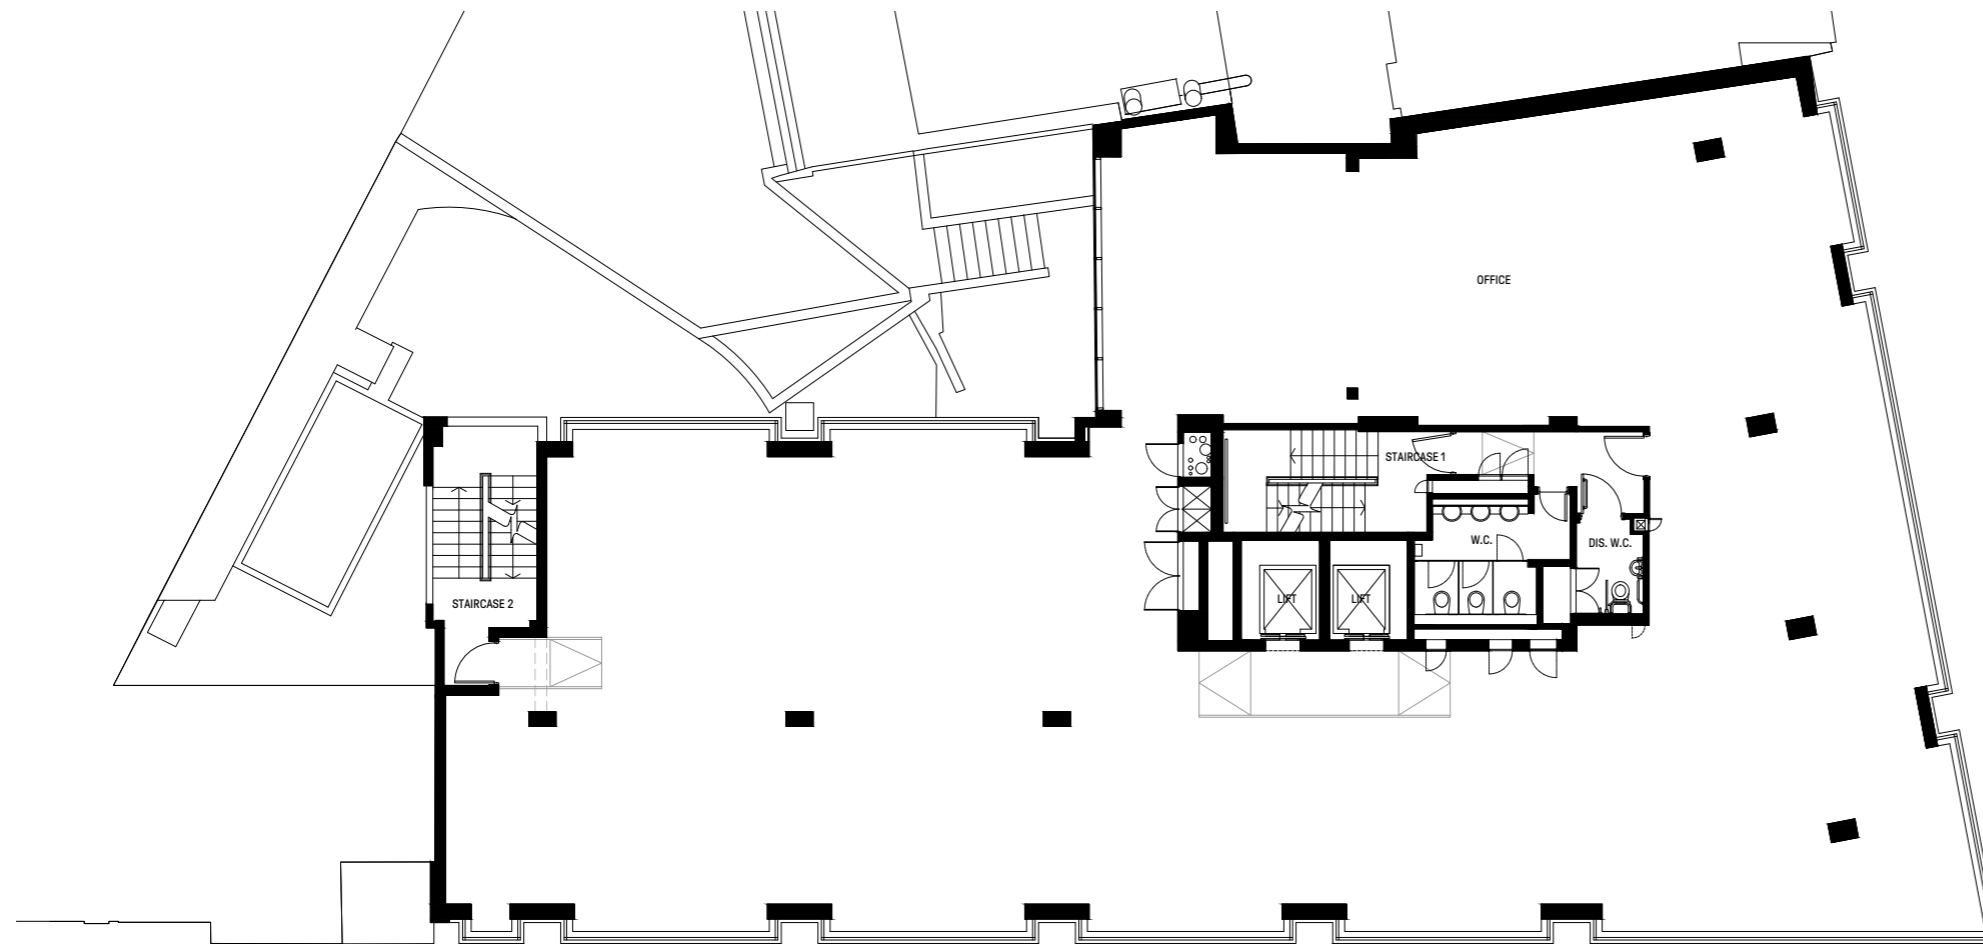 OFFICE
STAIRCASE 1
W.C.
DIS. W.C.
LIFT
LIFT
STAIRCASE 2